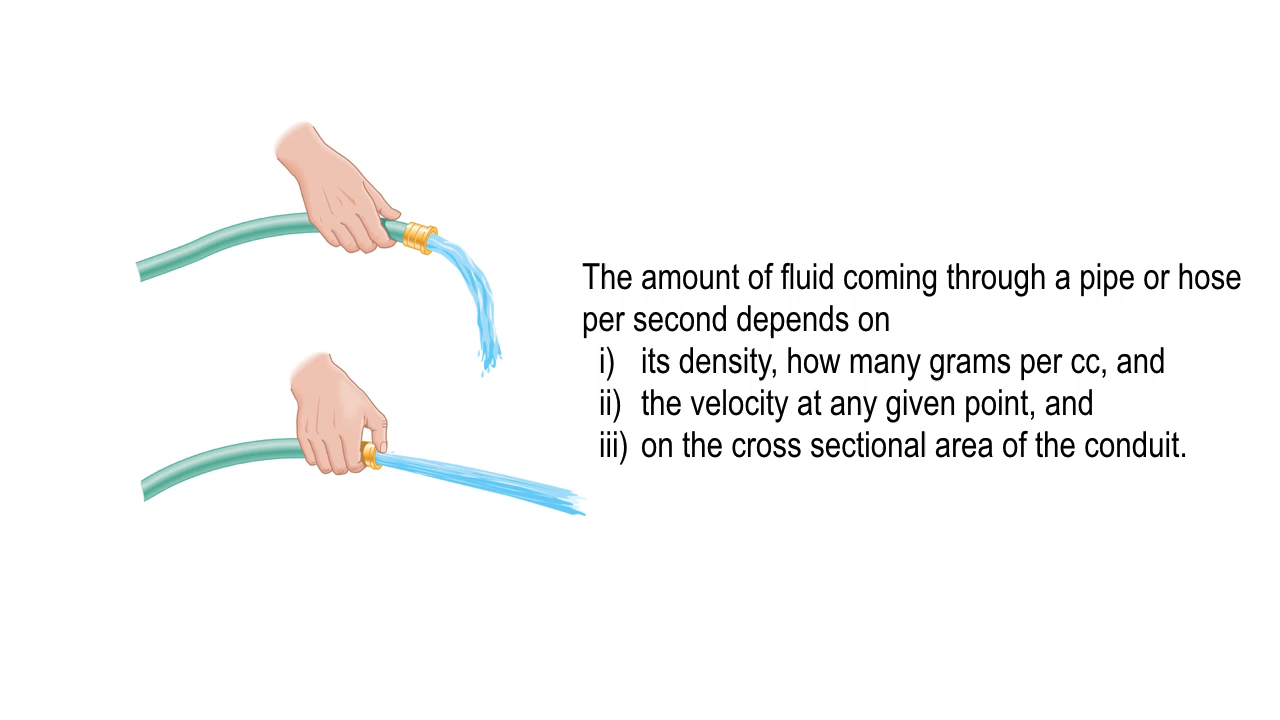 The amount of fluid coming through a pipe or hose
per second depends on
i) its density, how many grams per cc, and
ii) the velocity at any given point, and
iii) on the cross sectional area of the conduit.